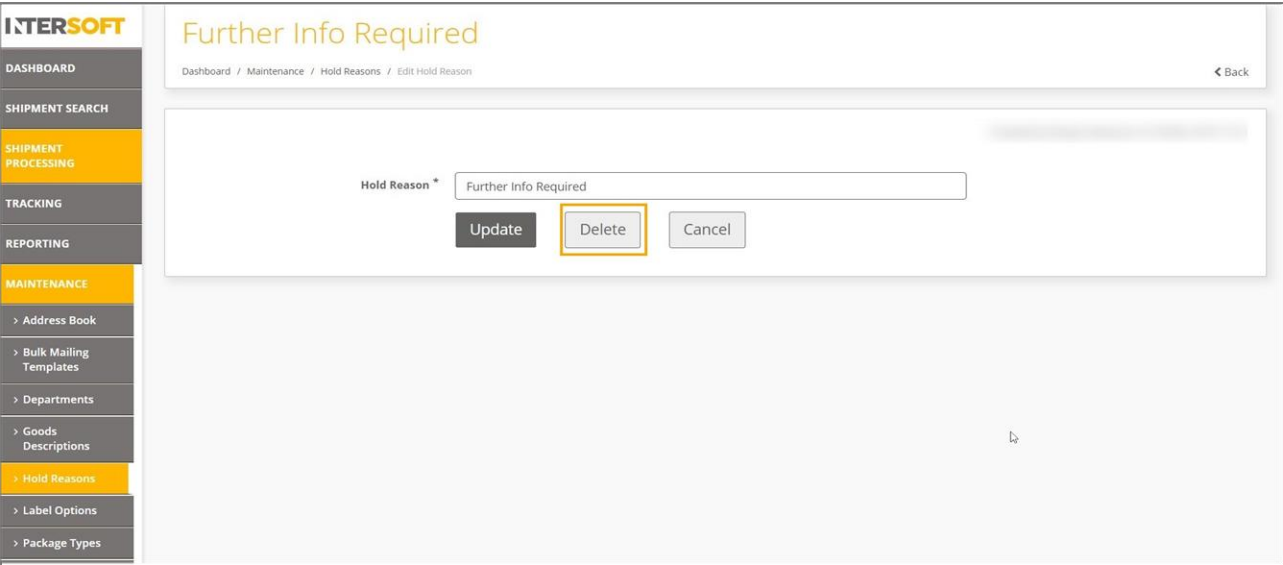 INTERSOFT
Further Info Required
Dashboard / Maintenance / Hold Reasons / Edit Hold Reason
< Back
DASHBOARD
SHIPMENT SEARCH
SHIPMENT
PROCESSING
TRACKING
REPORTING
MAINTENANCE
> Address Book
> Bulk Mailing
Templates
> Departments
> Goods
Descriptions
> Hold Reasons
> Label Options
> Package Types
Hold Reason * Further Info Required
Update Delete Cancel